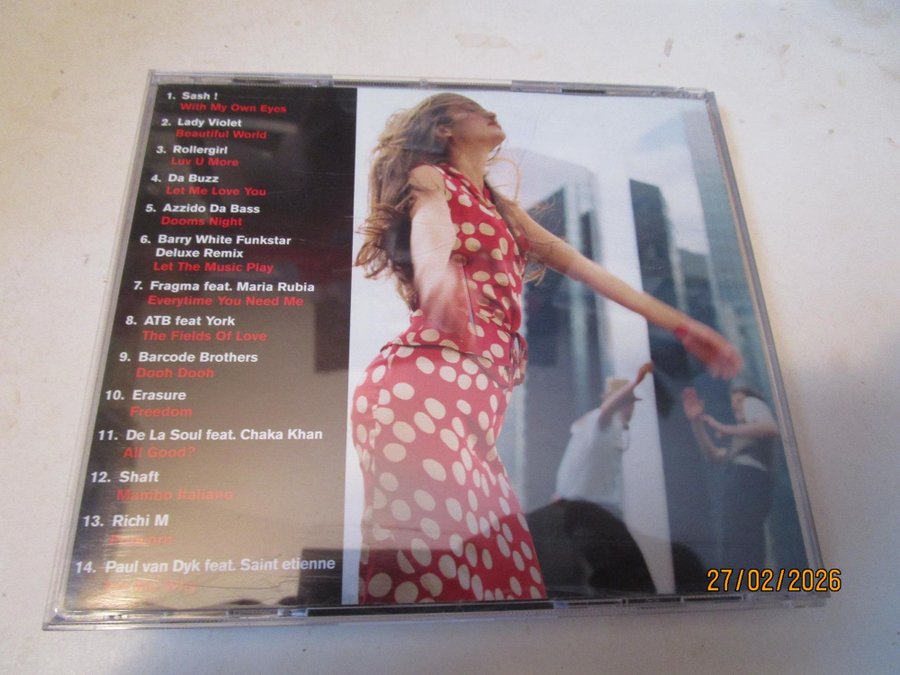 1. Sash !
With My Own Eyes
2. Lady Violet
Beautiful World
3. Rollergirl
Luv U More
4. Da Buzz
Let Me Love You
5. Azzido Da Bass
Dooms Night
6. Barry White Funkstar
Deluxe Remix
Let The Music Play
7. Fragma feat. Maria Rubia
Everytime You Need Me
8. ATB feat York
The Fields Of Love
9. Barcode Brothers
Dooh Dooh
10. Erasure
Freedom
11. De La Soul feat. Chaka Khan
All Good?
12. Shaft
Mambo Italiano
13. Richi M
14. Paul van Dyk feat. Saint etienne
27/02/2026